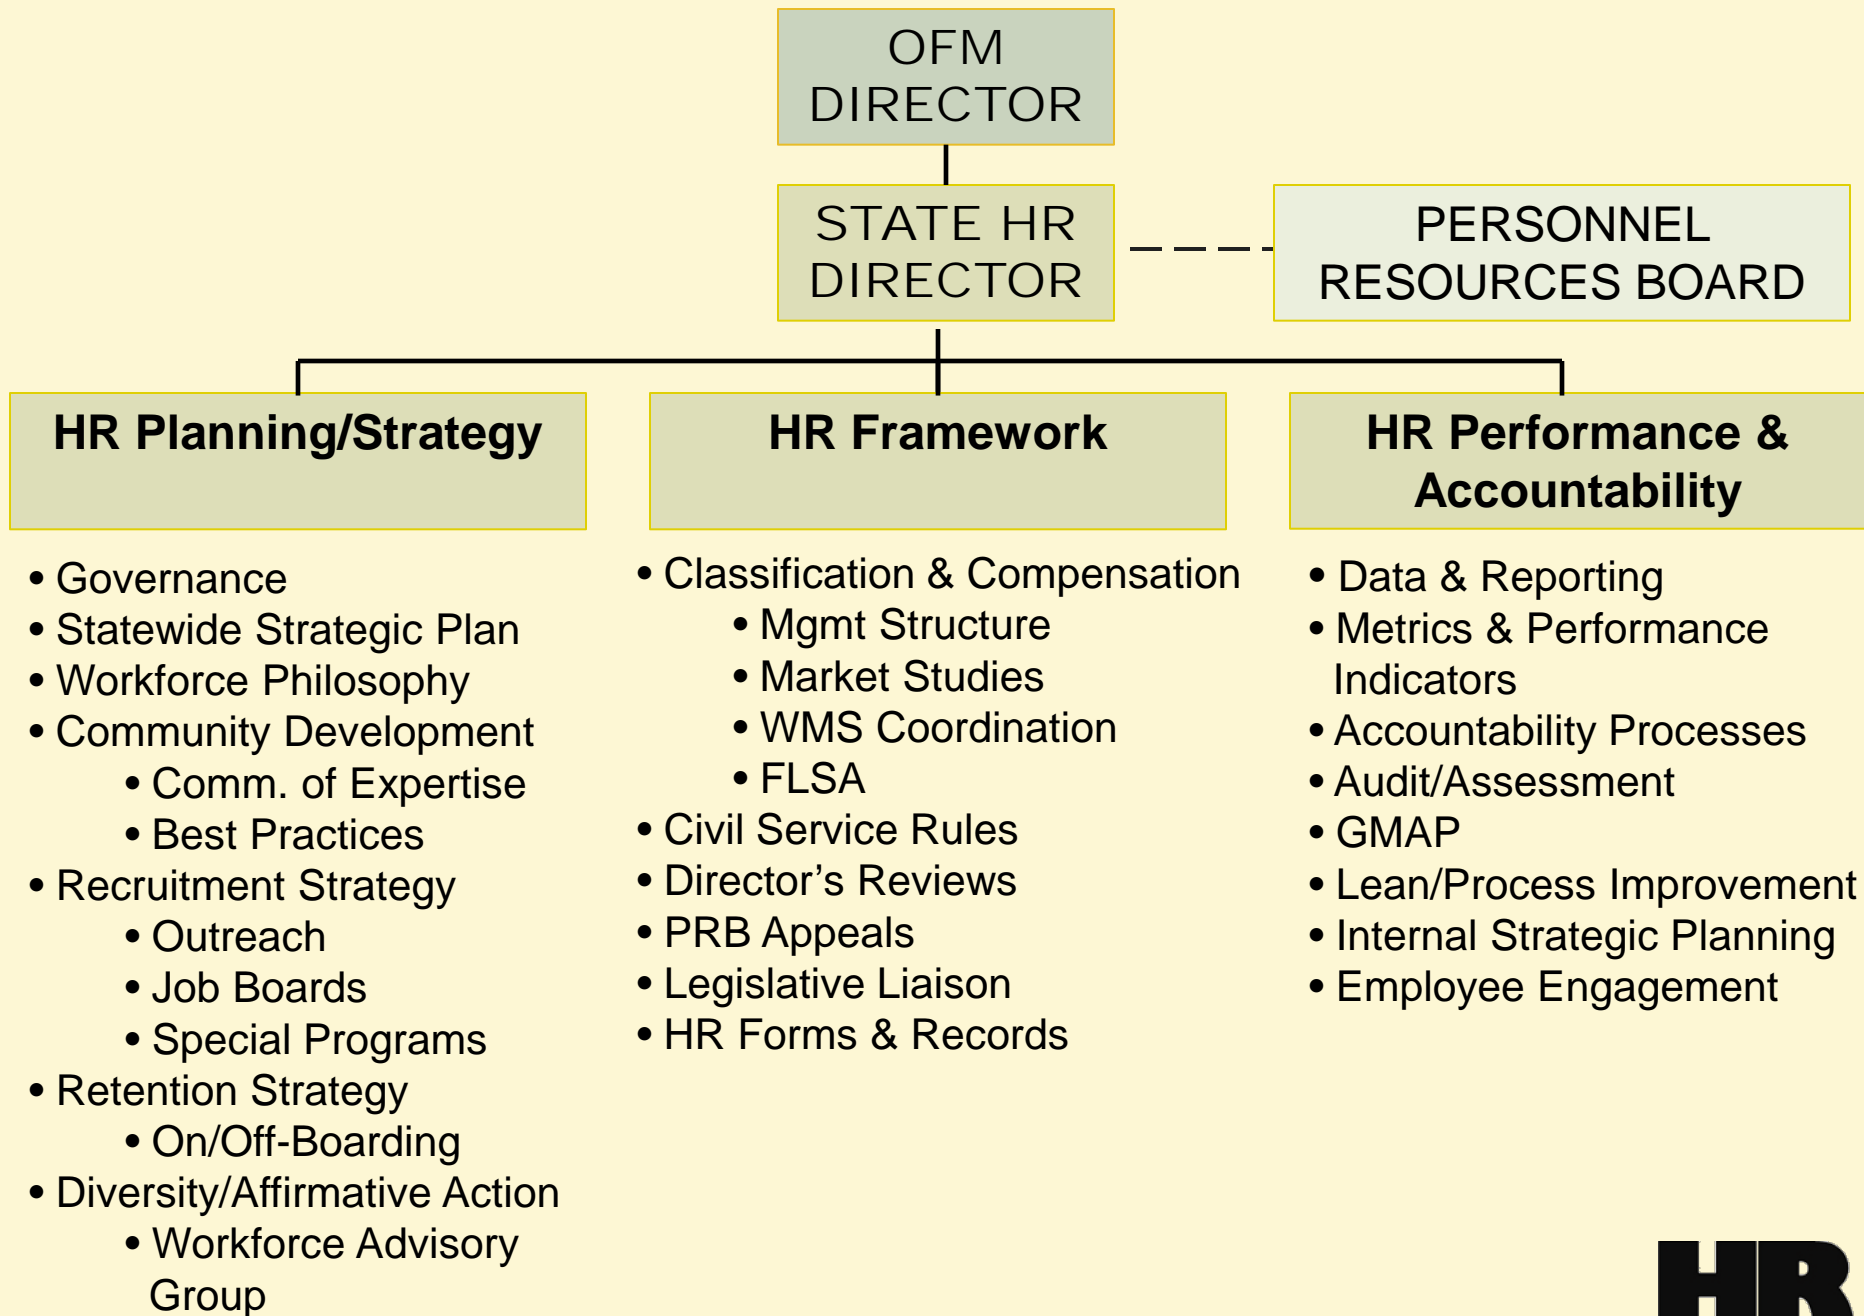 OFM
DIRECTOR
STATE HR
DIRECTOR
PERSONNEL
RESOURCES BOARD
HR Planning/Strategy
• Governance
• Statewide Strategic Plan
• Workforce Philosophy
• Community Development
• Comm. of Expertise
• Best Practices
• Recruitment Strategy
• Outreach
• Job Boards
• Special Programs
• Retention Strategy
• On/Off-Boarding
• Diversity/Affirmative Action
• Workforce Advisory
Group
HR Framework
• Classification & Compensation
• Mgmt Structure
• Market Studies
• WMS Coordination
• FLSA
• Civil Service Rules
• Director’s Reviews
• PRB Appeals
• Legislative Liaison
• HR Forms & Records
HR Performance &
Accountability
• Data & Reporting
• Metrics & Performance
Indicators
• Accountability Processes
• Audit/Assessment
• GMAP
• Lean/Process Improvement
• Internal Strategic Planning
• Employee Engagement
HR